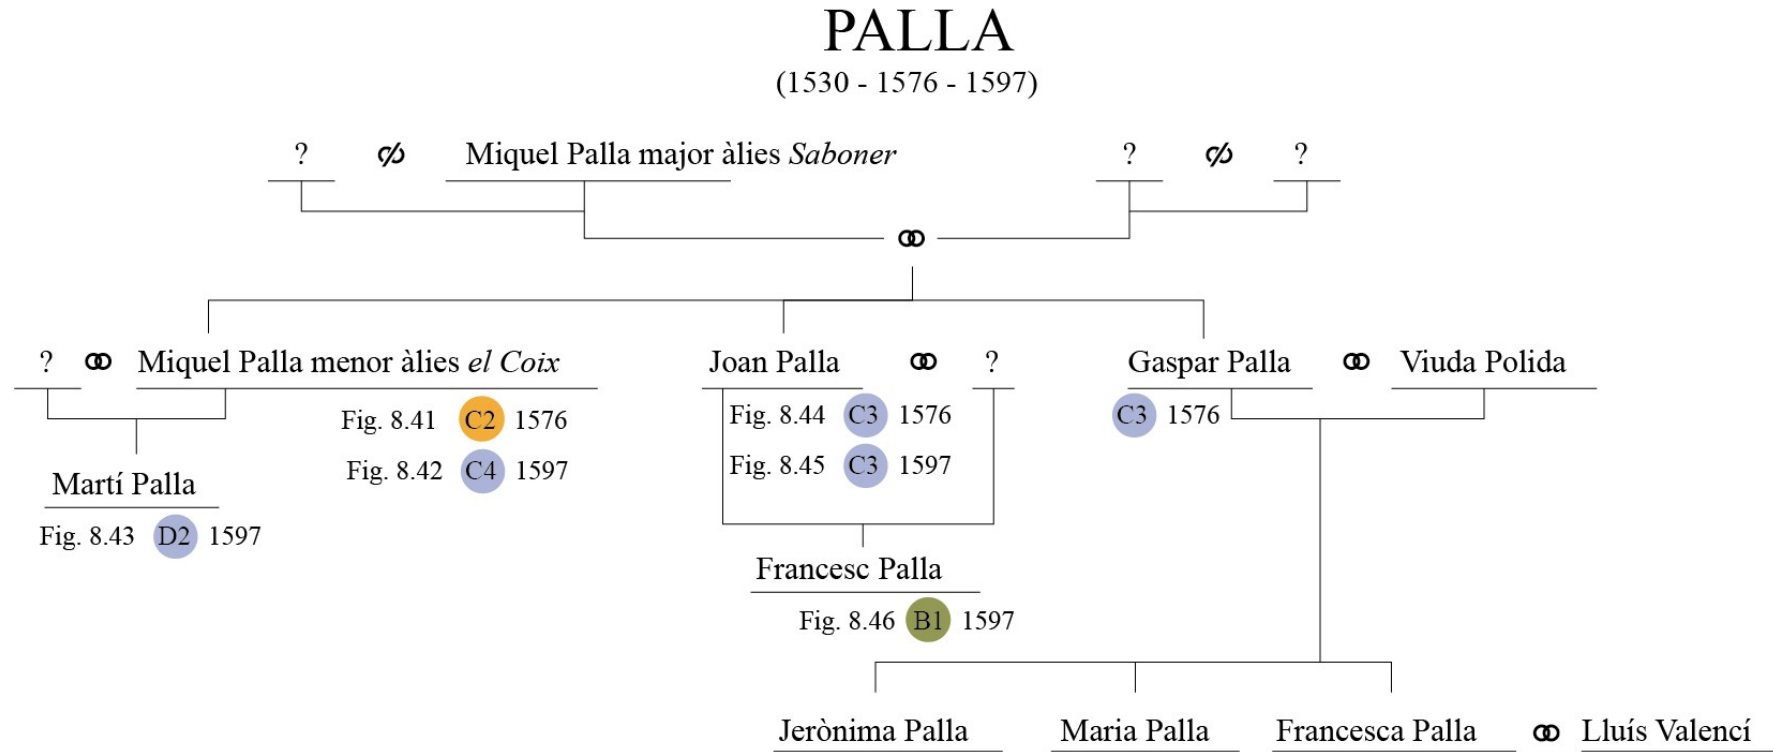 PALLA
(1530 - 1576 - 1597)
? Miquel Palla major àlies Saboner ? ?
? Miquel Palla menor àlies el Coix Joan Palla ? Gaspar Palla Viuda Polida
Fig. 8.41 C2 1576 Fig. 8.44 C3 1576 C3 1576
Fig. 8.42 C4 1597 Fig. 8.45 C3 1597
Martí Palla
Fig. 8.43 D2 1597
Francesc Palla
Fig. 8.46 B1 1597
Jerònima Palla Maria Palla Francesca Palla Lluís Valencí